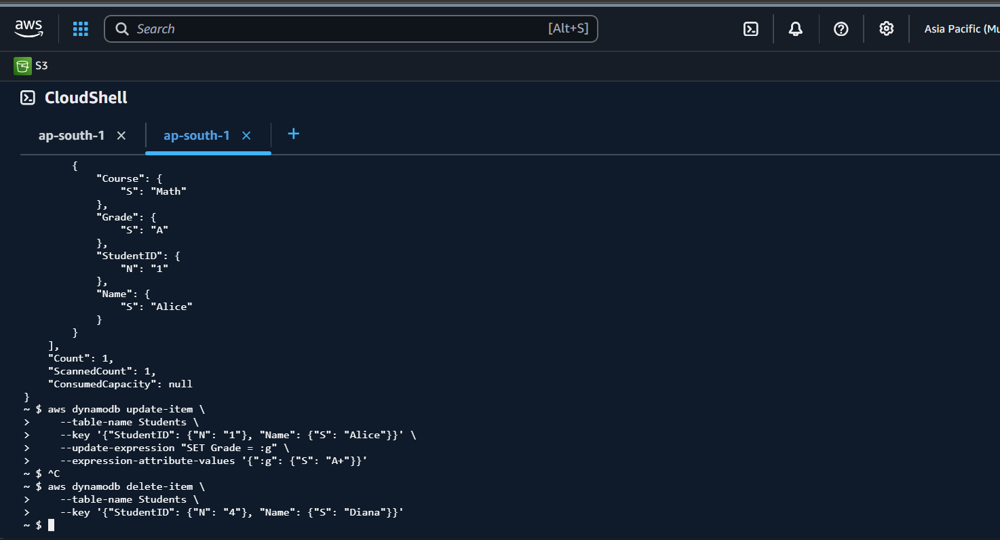 aws
Search [Alt+S]
Asia Pacific (Mu
S3
CloudShell
ap-south-1 ap-south-1 +
        {
            "Course": {
                "S": "Math"
            },
            "Grade": {
                "S": "A"
            },
            "StudentID": {
                "N": "1"
            },
            "Name": {
                "S": "Alice"
            }
        }
    ],
    "Count": 1,
    "ScannedCount": 1,
    "ConsumedCapacity": null
}
~ $ aws dynamodb update-item \
>     --table-name Students \
>     --key '{"StudentID": {"N": "1"}, "Name": {"S": "Alice"}}' \
>     --update-expression "SET Grade = :g" \
>     --expression-attribute-values '{":g": {"S": "A+"}}'
~ $ ^C
~ $ aws dynamodb delete-item \
>     --table-name Students \
>     --key '{"StudentID": {"N": "4"}, "Name": {"S": "Diana"}}'
~ $